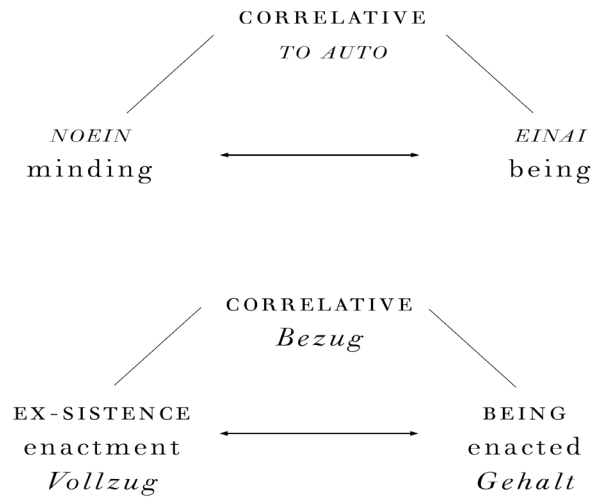 CORRELATIVE
TO AUTO
NOEIN EINAI
minding being
CORRELATIVE
Bezug
EX-SISTENCE BEING
enactment enacted
Vollzug Gehalt